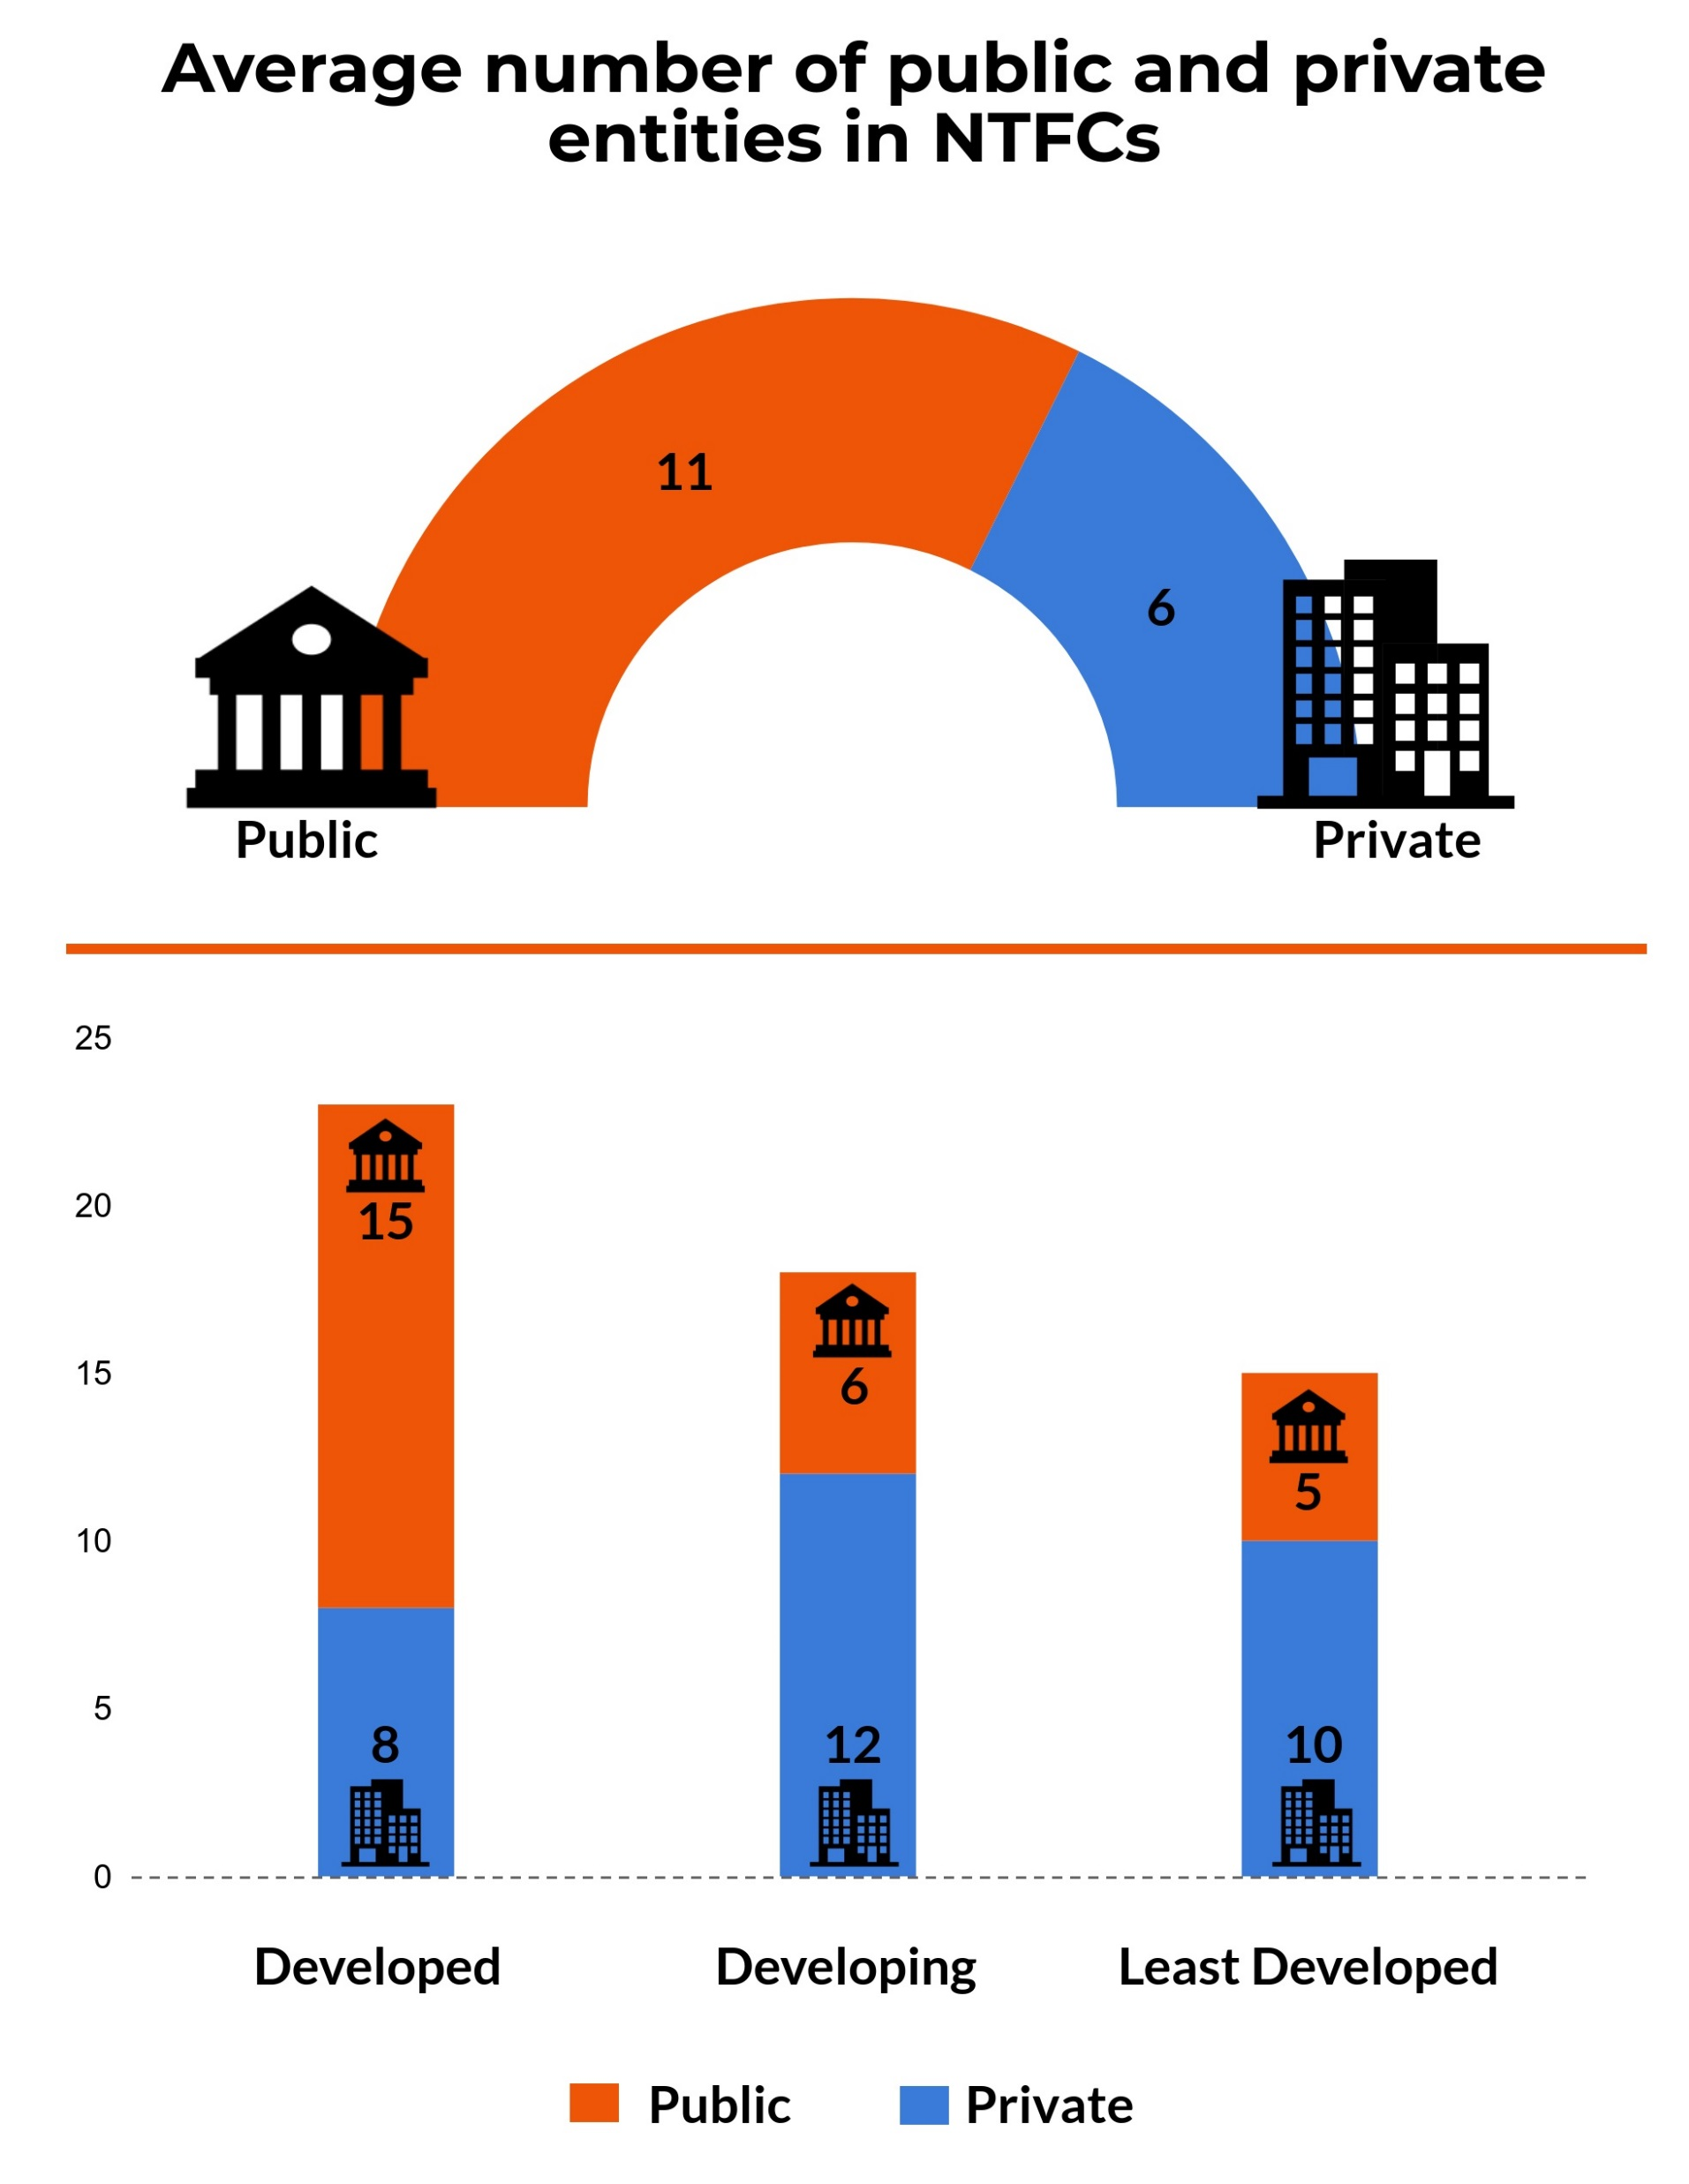 Average number of public and private
entities in NTFCs
11
6
Public
Private
25
20
15
10
5
0
15
8
6
12
5
10
Developed
Developing
Least Developed
Public
Private